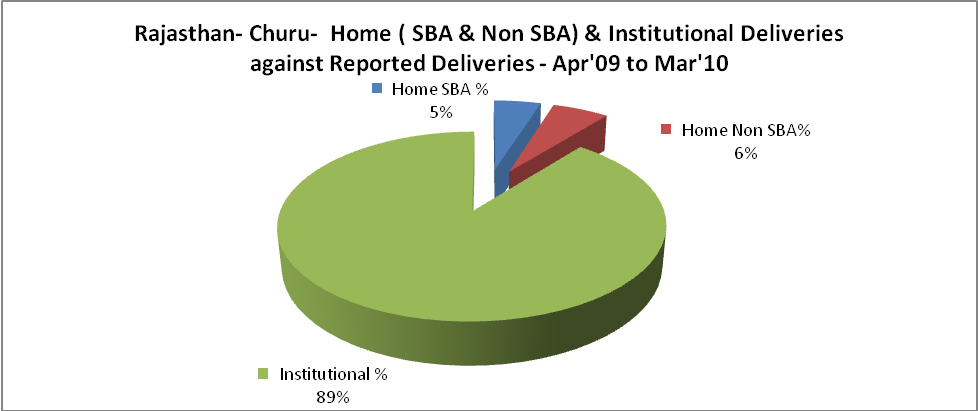 Rajasthan- Churu-  Home ( SBA & Non SBA) & Institutional Deliveries
against Reported Deliveries - Apr'09 to Mar'10
Home SBA %
5%
Home Non SBA%
6%
Institutional %
89%